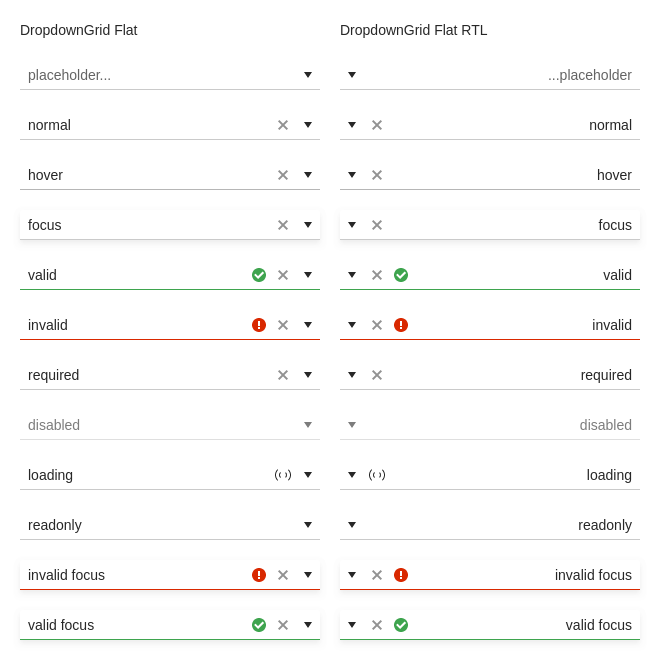 DropdownGrid Flat
placeholder...
normal
hover
focus
valid
invalid
required
disabled
loading
readonly
invalid focus
valid focus
DropdownGrid Flat RTL
...placeholder
normal
hover
focus
valid
invalid
required
disabled
loading
readonly
invalid focus
valid focus